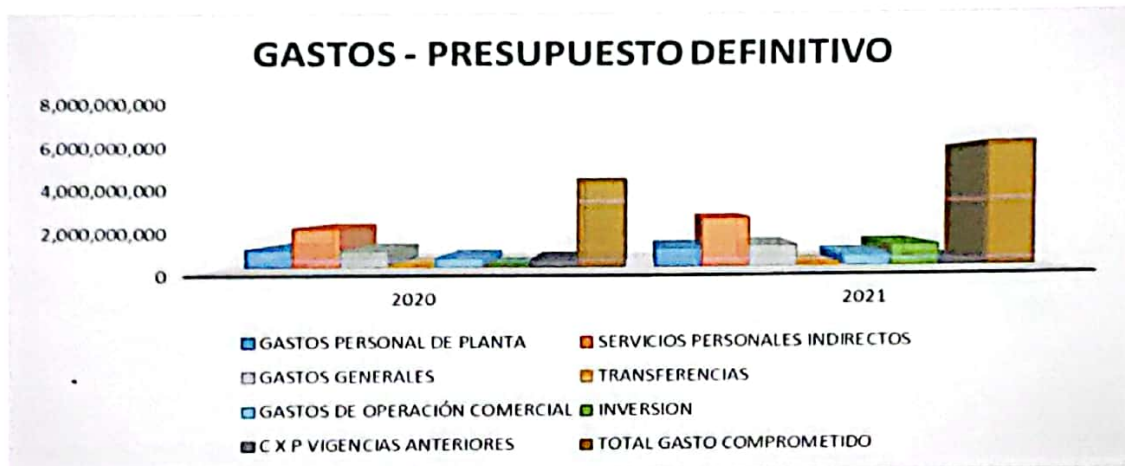 GASTOS - PRESUPUESTO DEFINITIVO
8,000,000,000
6,000,000,000
4,000,000,000
2,000,000,000
0
2020 2021
GASTOS PERSONAL DE PLANTA SERVICIOS PERSONALES INDIRECTOS
GASTOS GENERALES TRANSFERENCIAS
GASTOS DE OPERACIÓN COMERCIAL INVERSION
C X P VIGENCIAS ANTERIORES TOTAL GASTO COMPROMETIDO